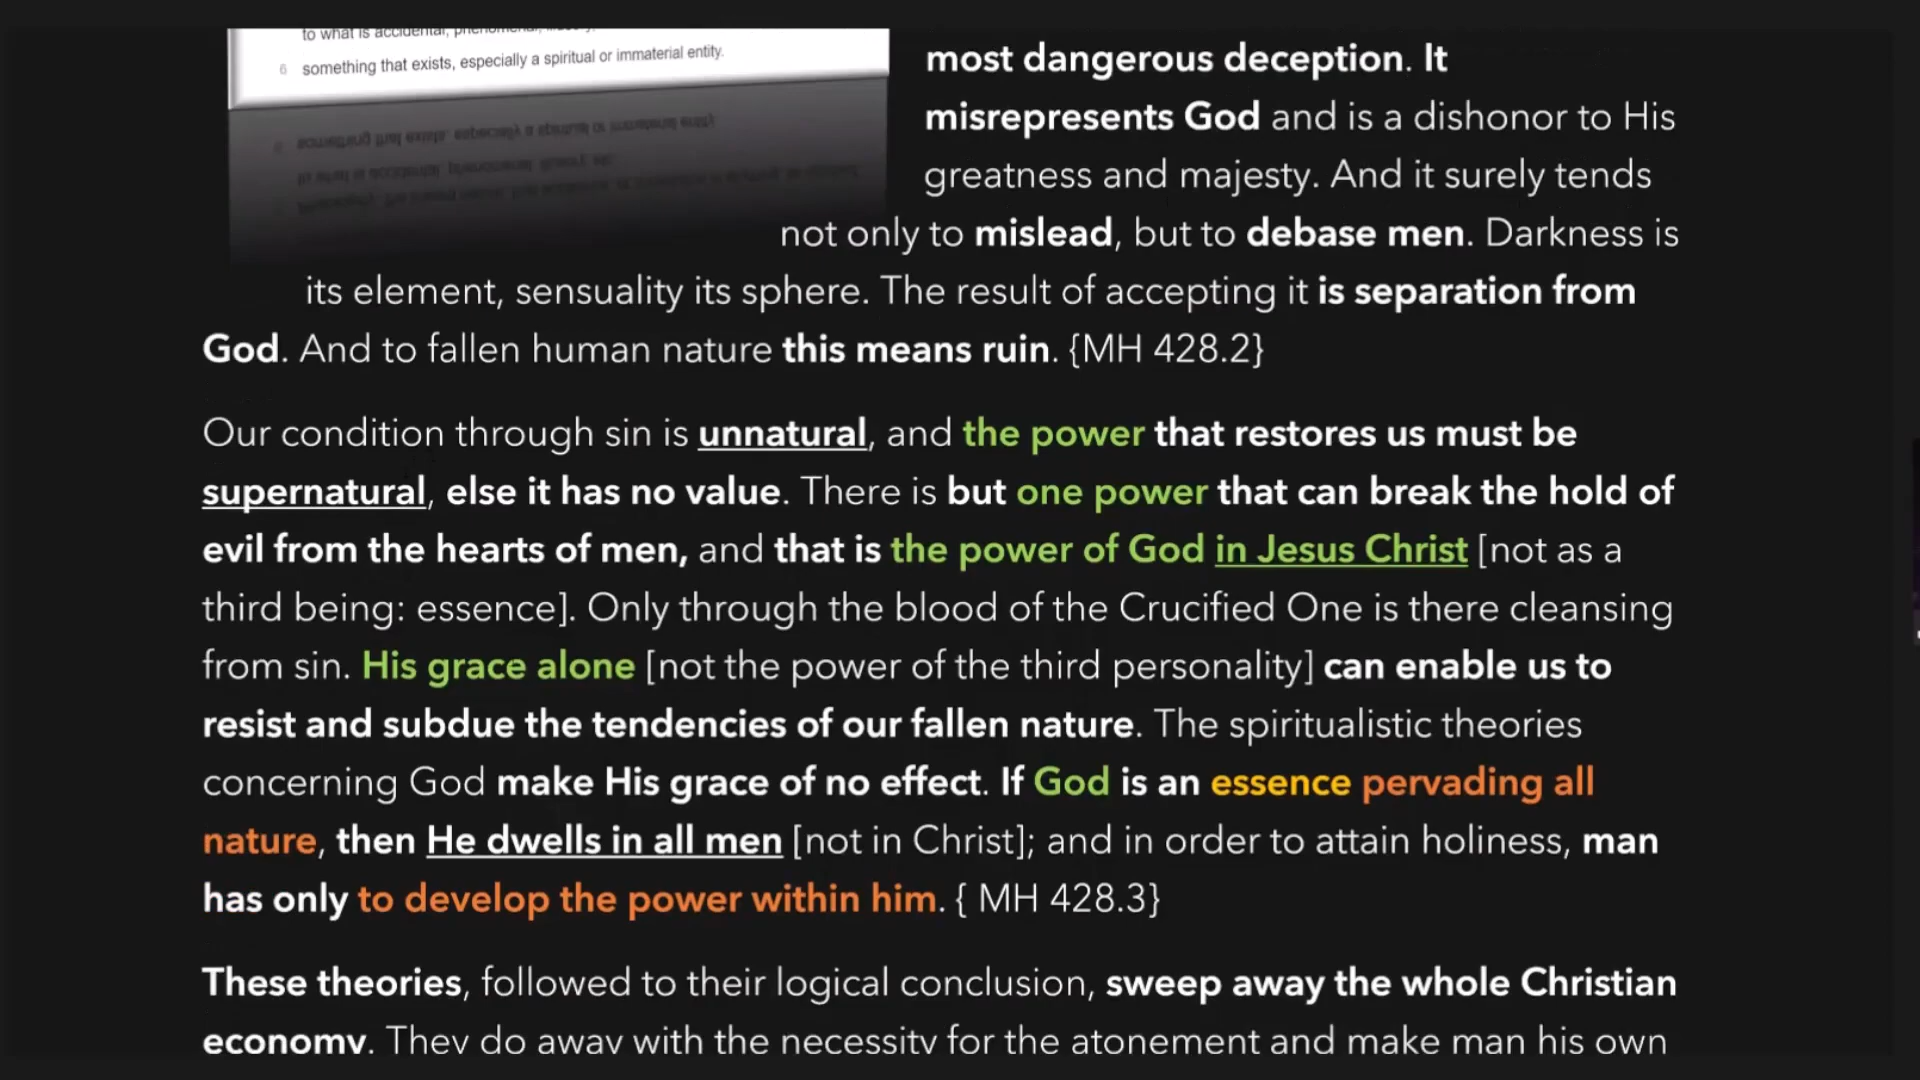 6 something that exists, especially a spiritual or immaterial entity.
most dangerous deception. It
misrepresents God and is a dishonor to His
greatness and majesty. And it surely tends
not only to mislead, but to debase men. Darkness is
its element, sensuality its sphere. The result of accepting it is separation from
God. And to fallen human nature this means ruin. {MH 428.2}
Our condition through sin is unnatural, and the power that restores us must be
supernatural, else it has no value. There is but one power that can break the hold of
evil from the hearts of men, and that is the power of God in Jesus Christ [not as a
third being: essence]. Only through the blood of the Crucified One is there cleansing
from sin. His grace alone [not the power of the third personality] can enable us to
resist and subdue the tendencies of our fallen nature. The spiritualistic theories
concerning God make His grace of no effect. If God is an essence pervading all
nature, then He dwells in all men [not in Christ]; and in order to attain holiness, man
has only to develop the power within him. { MH 428.3}
These theories, followed to their logical conclusion, sweep away the whole Christian
economy. They do away with the necessity for the atonement and make man his own